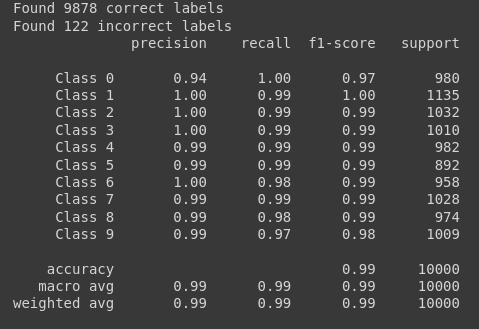 Found 9878 correct labels
Found 122 incorrect labels
precision recall f1-score support
Class 0 0.94 1.00 0.97 980
Class 1 1.00 0.99 1.00 1135
Class 2 1.00 0.99 0.99 1032
Class 3 1.00 0.99 0.99 1010
Class 4 0.99 0.99 0.99 982
Class 5 0.99 0.99 0.99 892
Class 6 1.00 0.98 0.99 958
Class 7 0.99 0.99 0.99 1028
Class 8 0.99 0.98 0.99 974
Class 9 0.99 0.97 0.98 1009
accuracy 0.99 10000
macro avg 0.99 0.99 0.99 10000
weighted avg 0.99 0.99 0.99 10000